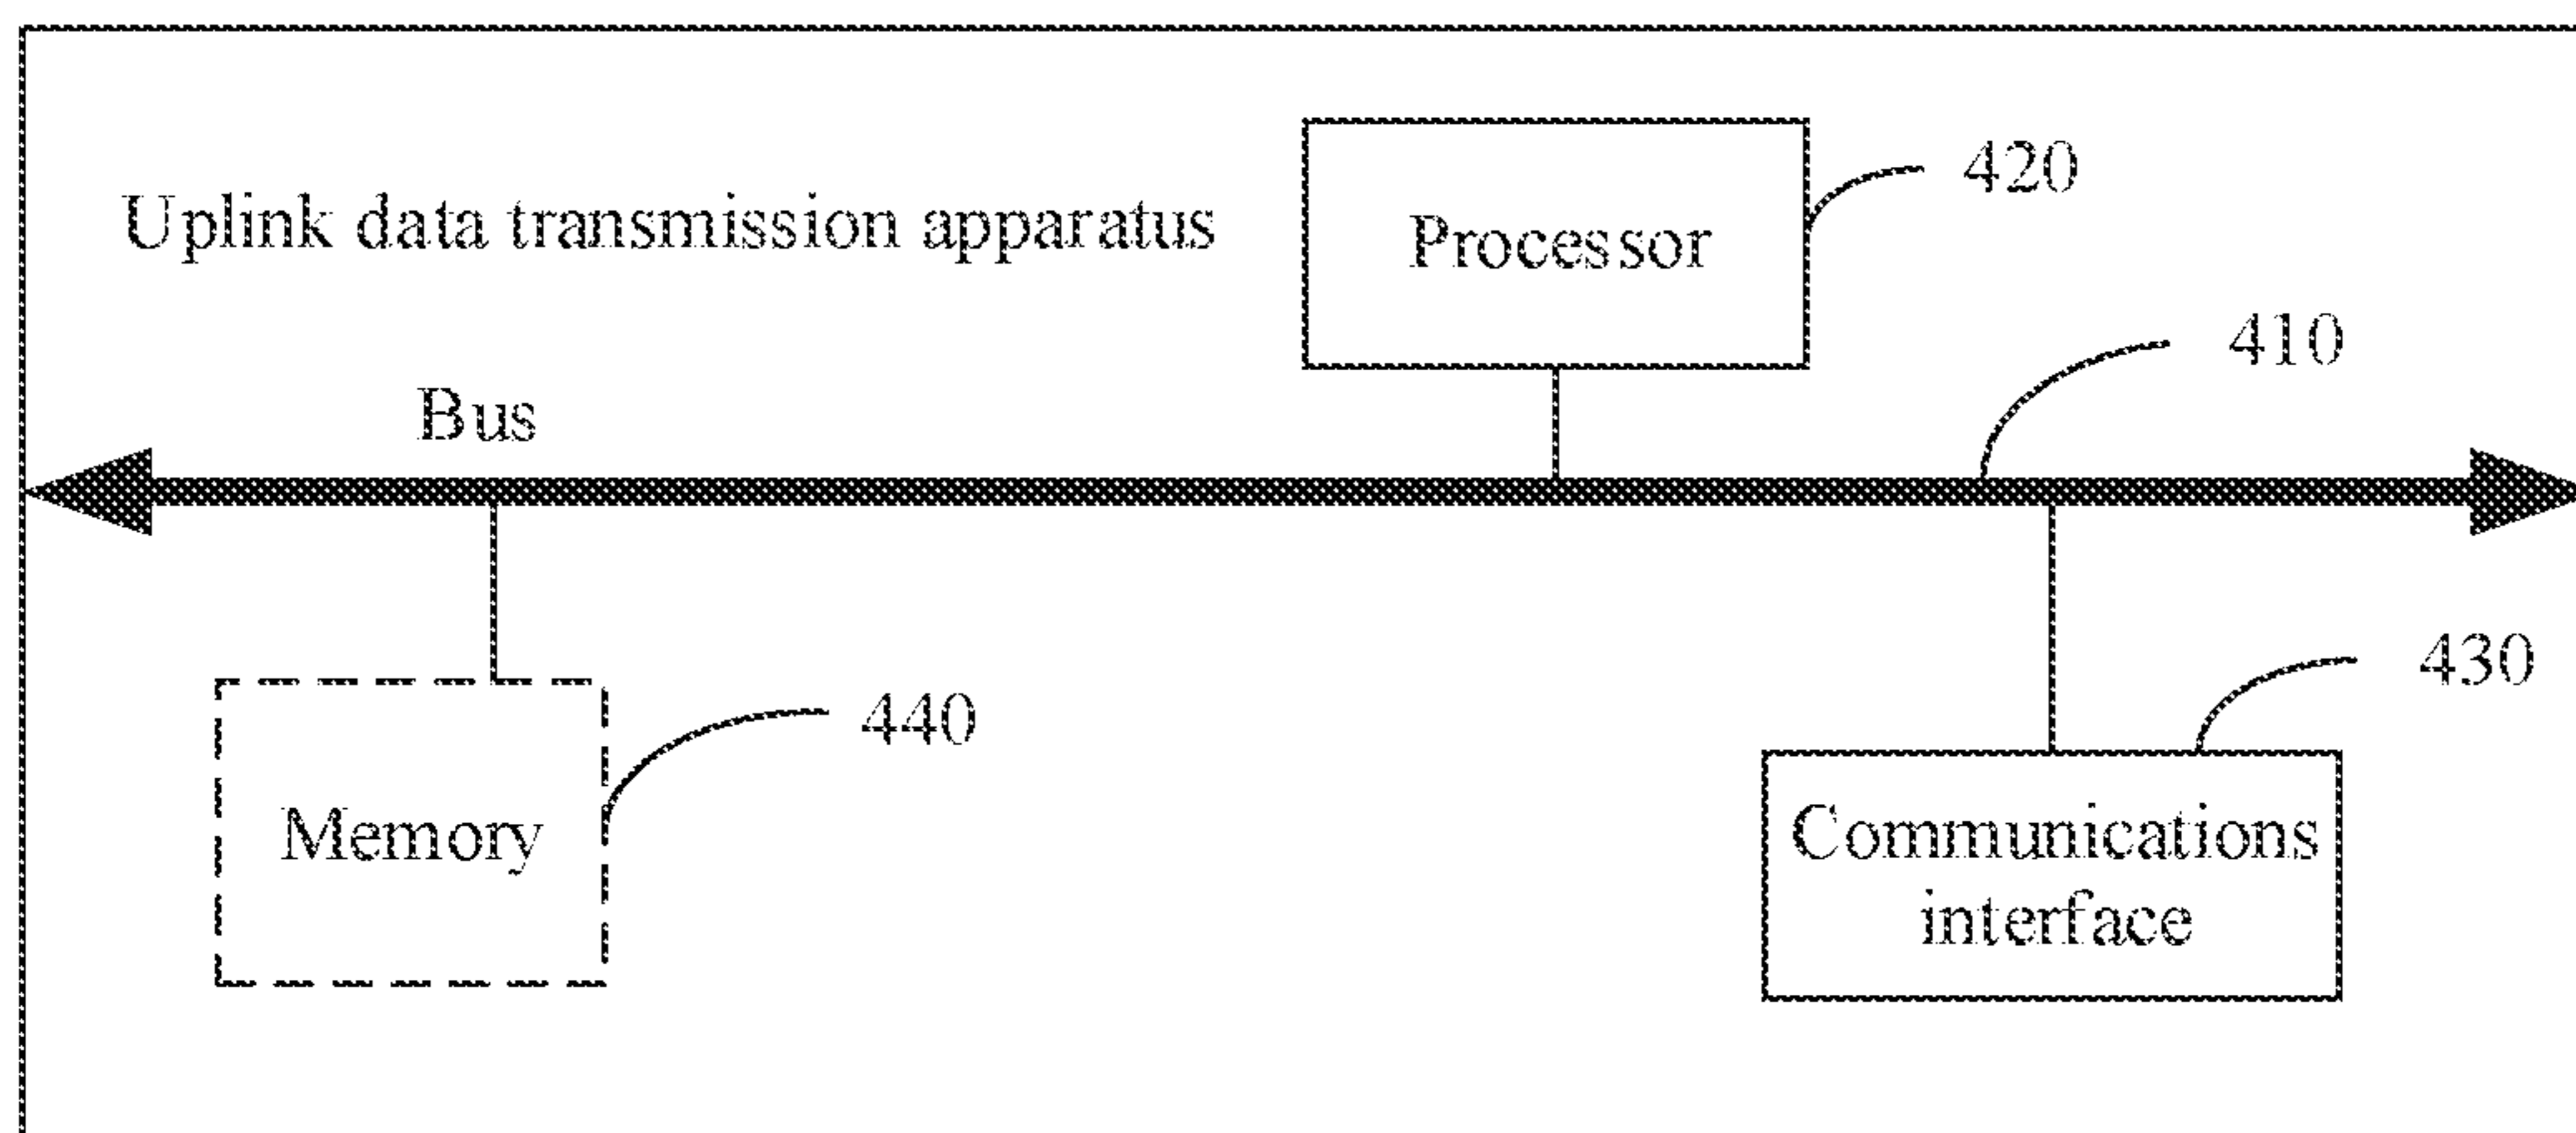 Uplink data transmission apparatus
Processor
420
410
Bus
440
430
Memory
Communications
interface